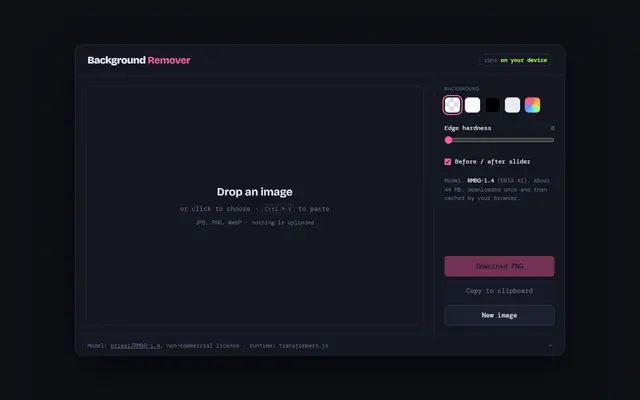 Background Remover
runs on your device
Drop an image
or click to choose · Ctrl + V to paste
JPG, PNG, WebP · nothing is uploaded
BACKGROUND
Edge hardness 0
Before / after slider
Model: RMBG-1.4 (BRIA AI), about
44 MB, downloaded once and then
cached by your browser.
Download PNG
Copy to clipboard
New image
Model: briaai/RMBG-1.4, non-commercial licence · runtime: transformers.js